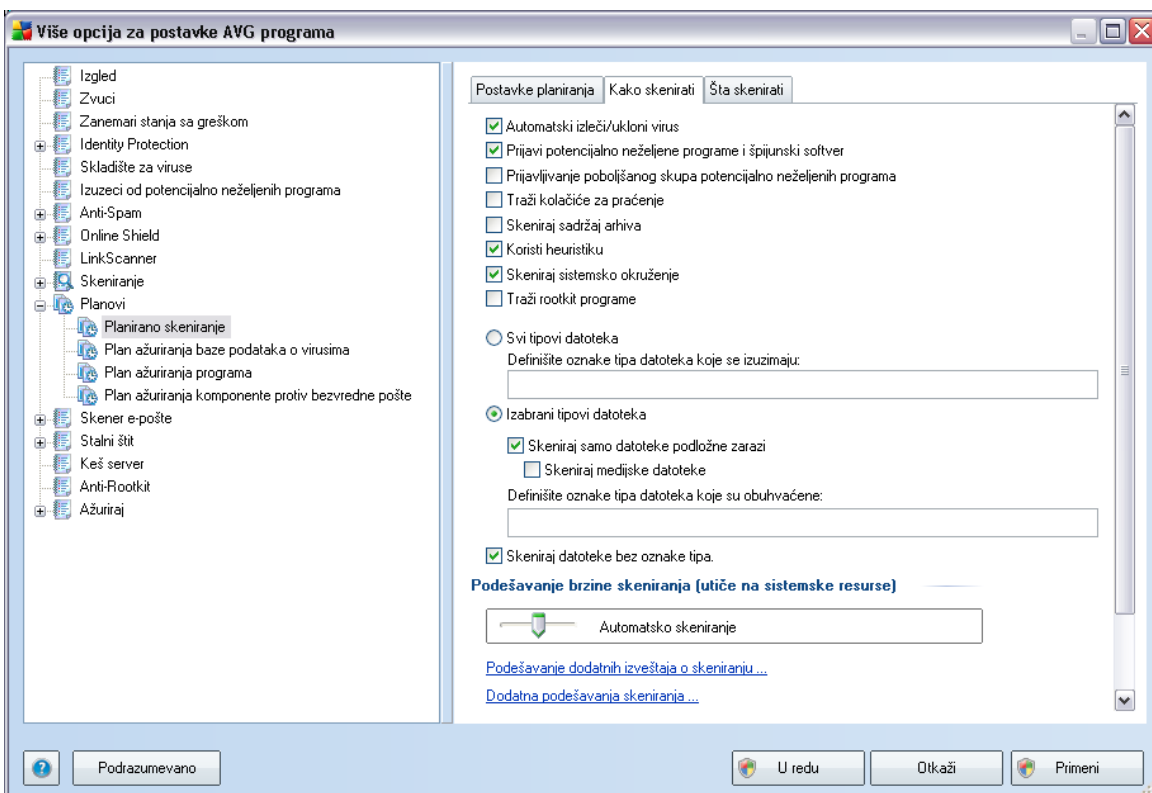 Više opcija za postavke AVG programa
Izgled
Zvuci
Zanemari stanja sa greškom
Identity Protection
Skladište za viruse
Izuzeci od potencijalno neželjenih programa
Anti-Spam
Online Shield
LinkScanner
Skeniranje
Planovi
Planirano skeniranje
Plan ažuriranja baze podataka o virusima
Plan ažuriranja programa
Plan ažuriranja komponente protiv bezvredne pošte
Skener e-pošte
Stalni štit
Keš server
Anti-Rootkit
Ažuriraj
Postavke planiranja
Kako skenirati
Šta skenirati
Automatski izleči/ukloni virus
Prijavi potencijalno neželjene programe i špijunski softver
Prijavljivanje poboljšanog skupa potencijalno neželjenih programa
Traži kolačiće za praćenje
Skeniraj sadržaj arhiva
Koristi heuristiku
Skeniraj sistemsko okruženje
Traži rootkit programe
Svi tipovi datoteka
Definišite oznake tipa datoteka koje se izuzimaju:
Izabrani tipovi datoteka
Skeniraj samo datoteke podložne zarazi
Skeniraj medijske datoteke
Definišite oznake tipa datoteka koje su obuhvaćene:
Skeniraj datoteke bez oznake tipa.
Podešavanje brzine skeniranja (utiče na sistemske resurse)
Automatsko skeniranje
Podešavanje dodatnih izveštaja o skeniranju ...
Dodatna podešavanja skeniranja ...
Podrazumevano
U redu
Otkaži
Primeni